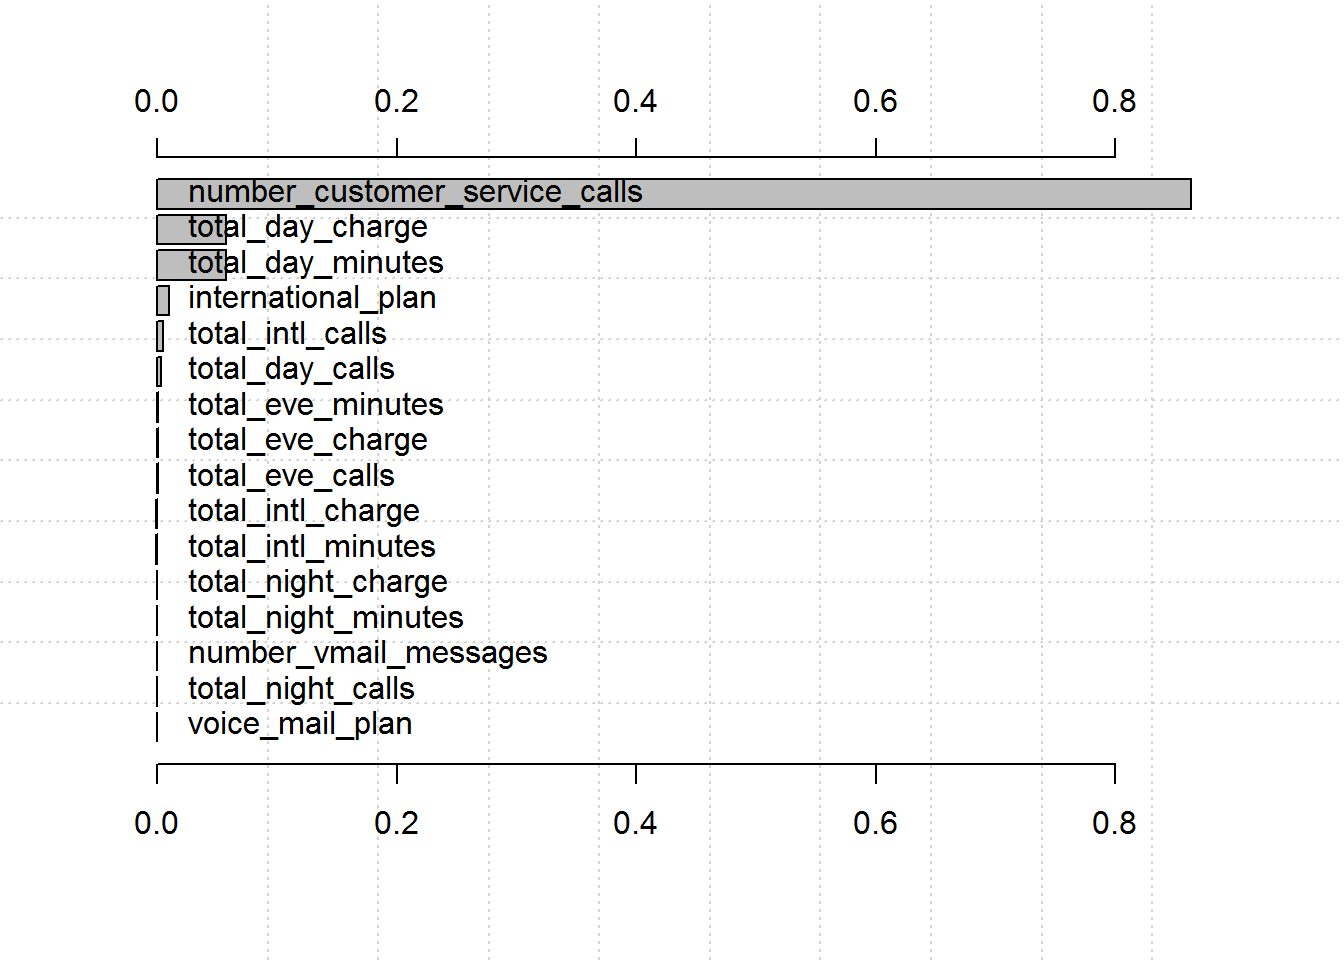 0.0 0.2 0.4 0.6 0.8
number_customer_service_calls
total_day_charge
total_day_minutes
international_plan
total_intl_calls
total_day_calls
total_eve_minutes
total_eve_charge
total_eve_calls
total_intl_charge
total_intl_minutes
total_night_charge
total_night_minutes
number_vmail_messages
total_night_calls
voice_mail_plan
0.0 0.2 0.4 0.6 0.8